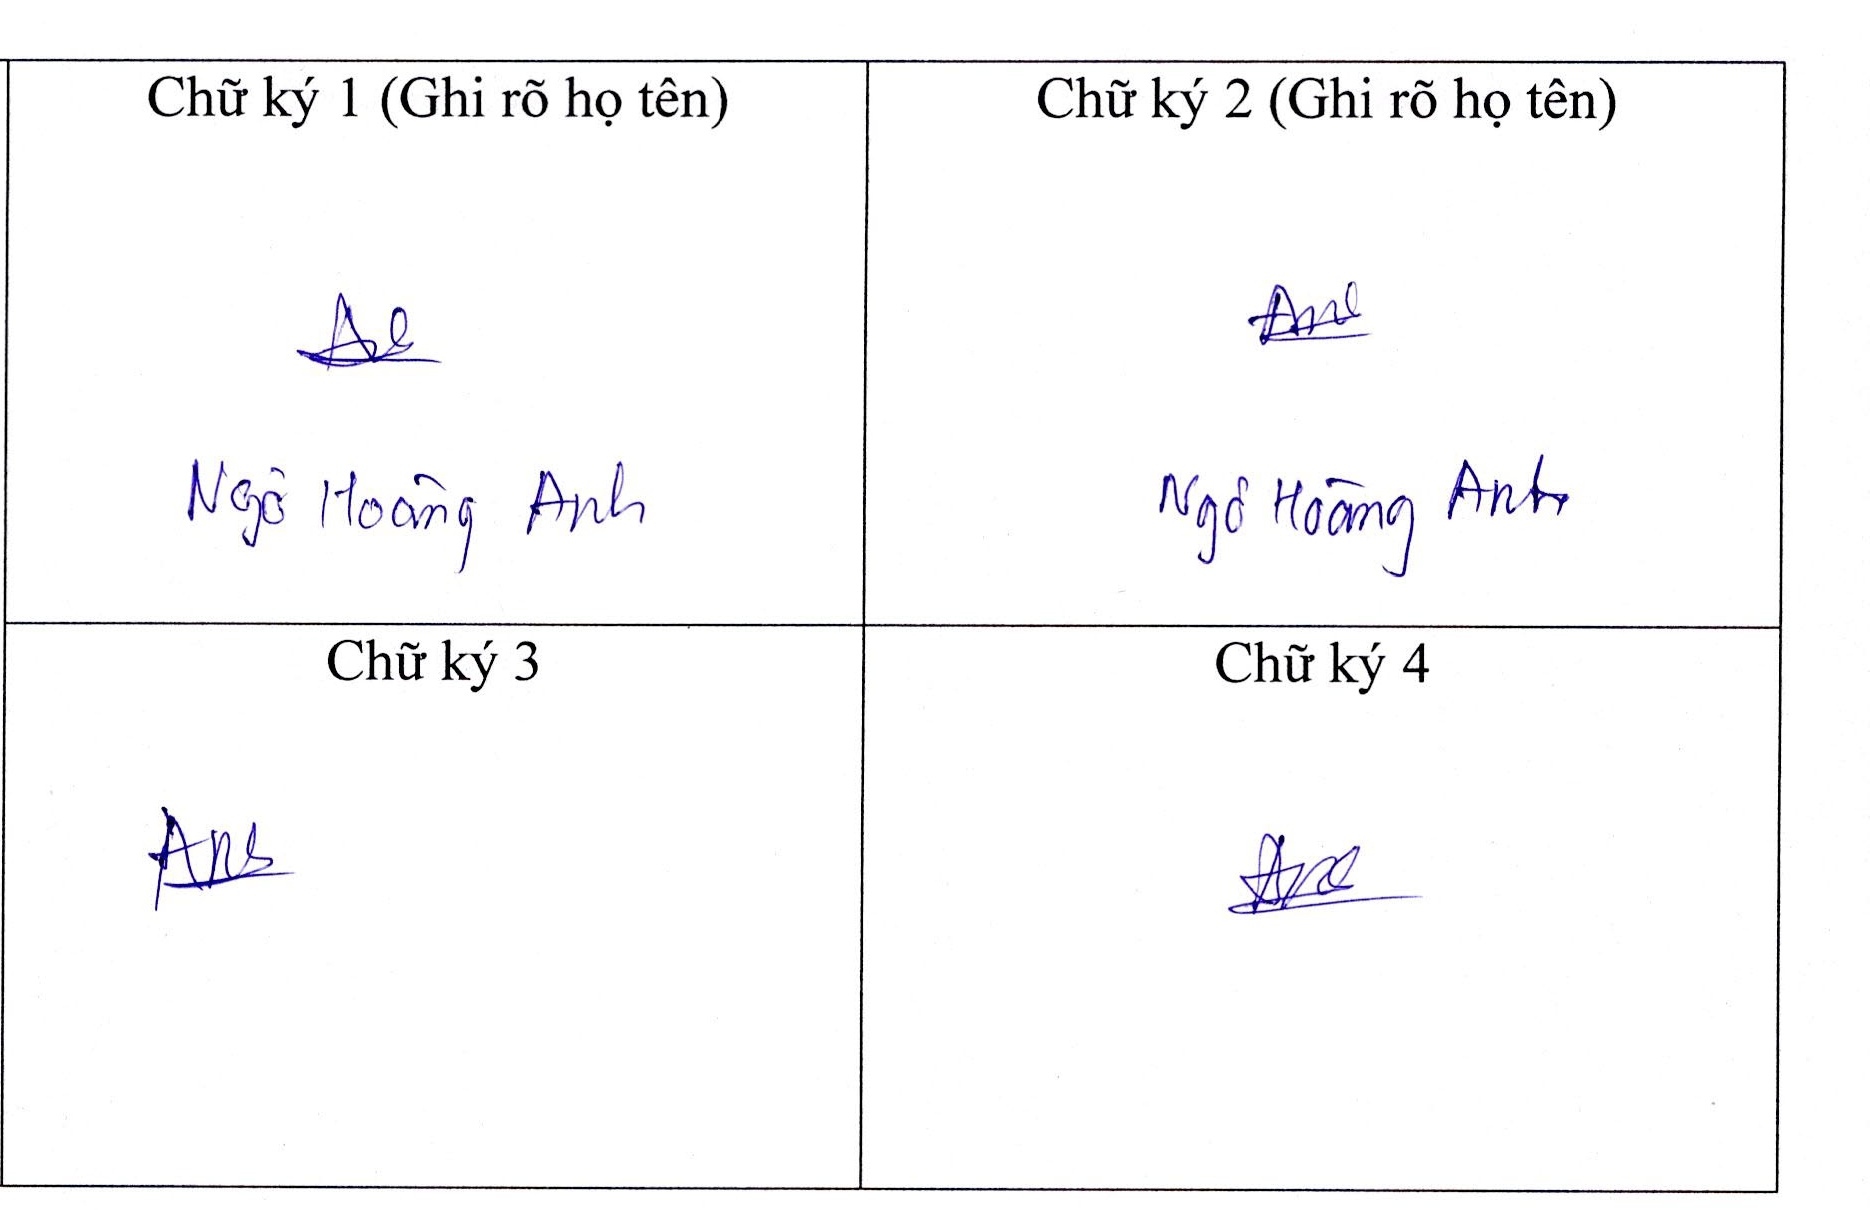 Chữ ký 1 (Ghi rõ họ tên)
Chữ ký 2 (Ghi rõ họ tên)
Ngô Hoàng Anh
Ngô Hoàng Anh
Chữ ký 3
Chữ ký 4